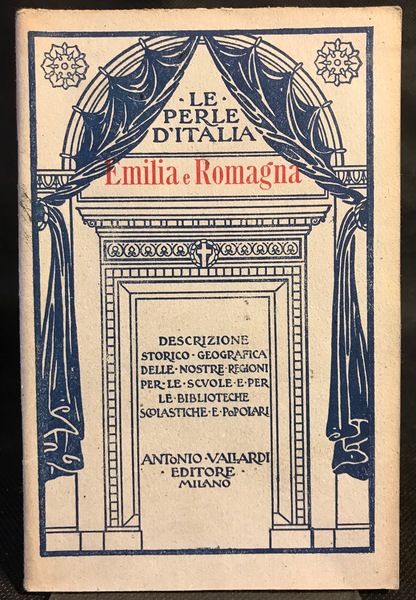 · LE ·
PERLE
D'ITALIA
Emilia e Romagna
DESCRIZIONE
STORICO · GEOGRAFICA
DELLE · NOSTRE · REGIONI
PER · LE · SCVOLE · E · PER
LE · BIBLIOTECHE
SCOLASTICHE · E · POPOLARI
ANTONIO · VALLARDI
· EDITORE ·
MILANO